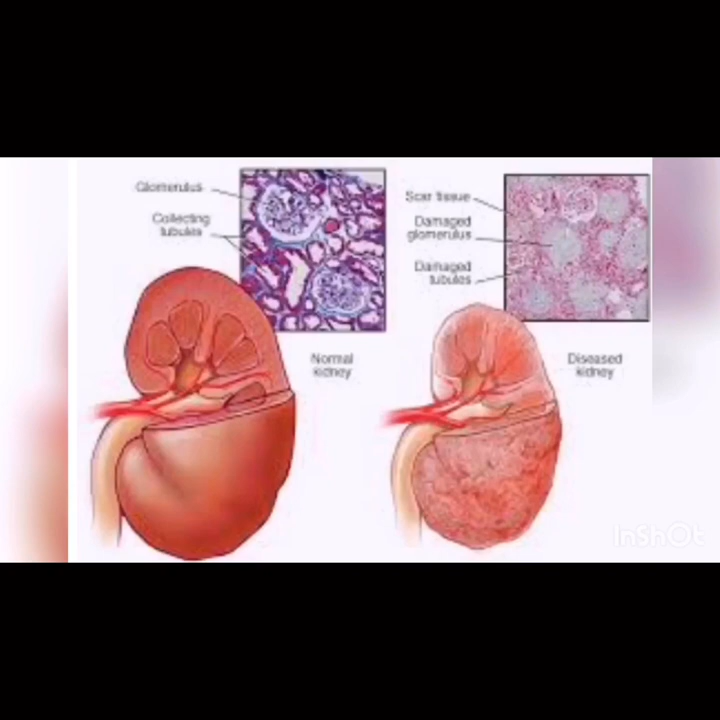 Glomerulus
Collecting
tubules
Normal
kidney
Scar tissue
Damaged
glomerulus
Damaged
tubules
Diseased
kidney
InShOt